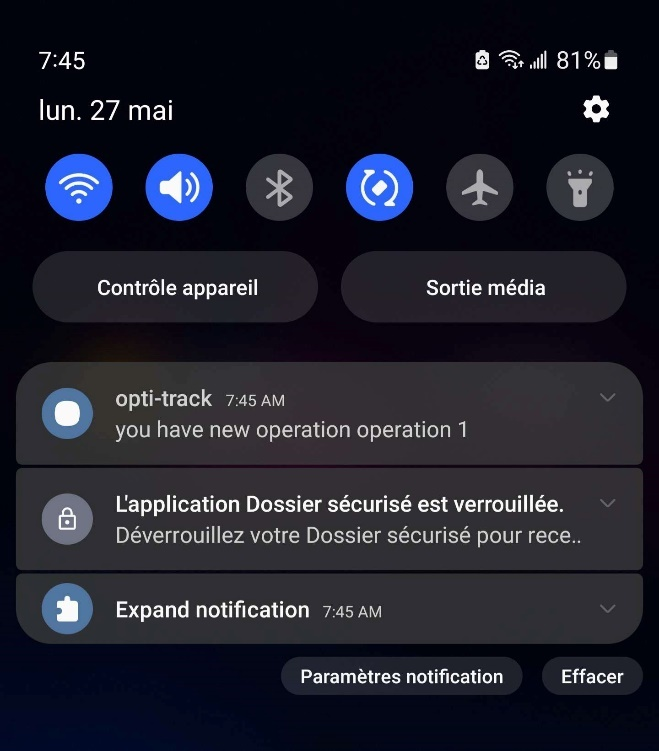 7:45 81%
lun. 27 mai
Contrôle appareil Sortie média
opti-track 7:45 AM
you have new operation operation 1
L'application Dossier sécurisé est verrouillée.
Déverrouillez votre Dossier sécurisé pour rece..
Expand notification 7:45 AM
Paramètres notification Effacer